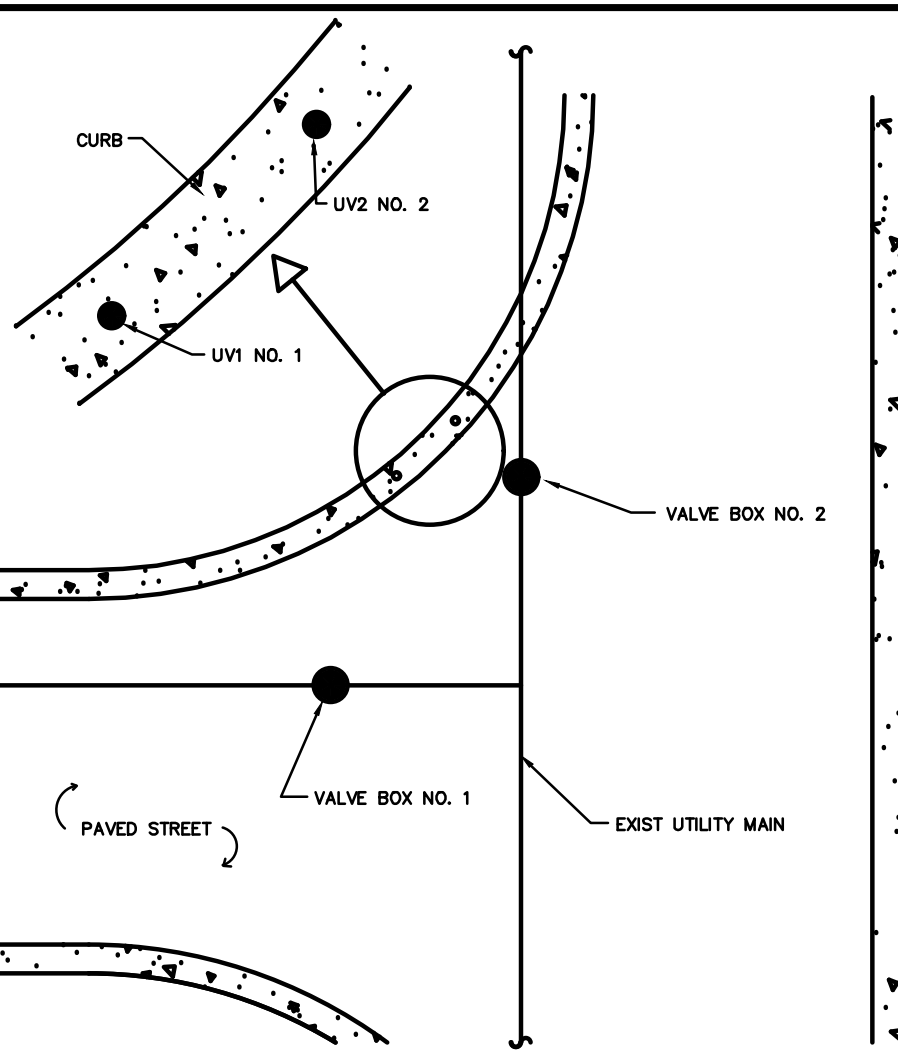 CURB
UV2 NO. 2
UV1 NO. 1
VALVE BOX NO. 2
VALVE BOX NO. 1
PAVED STREET
EXIST UTILITY MAIN